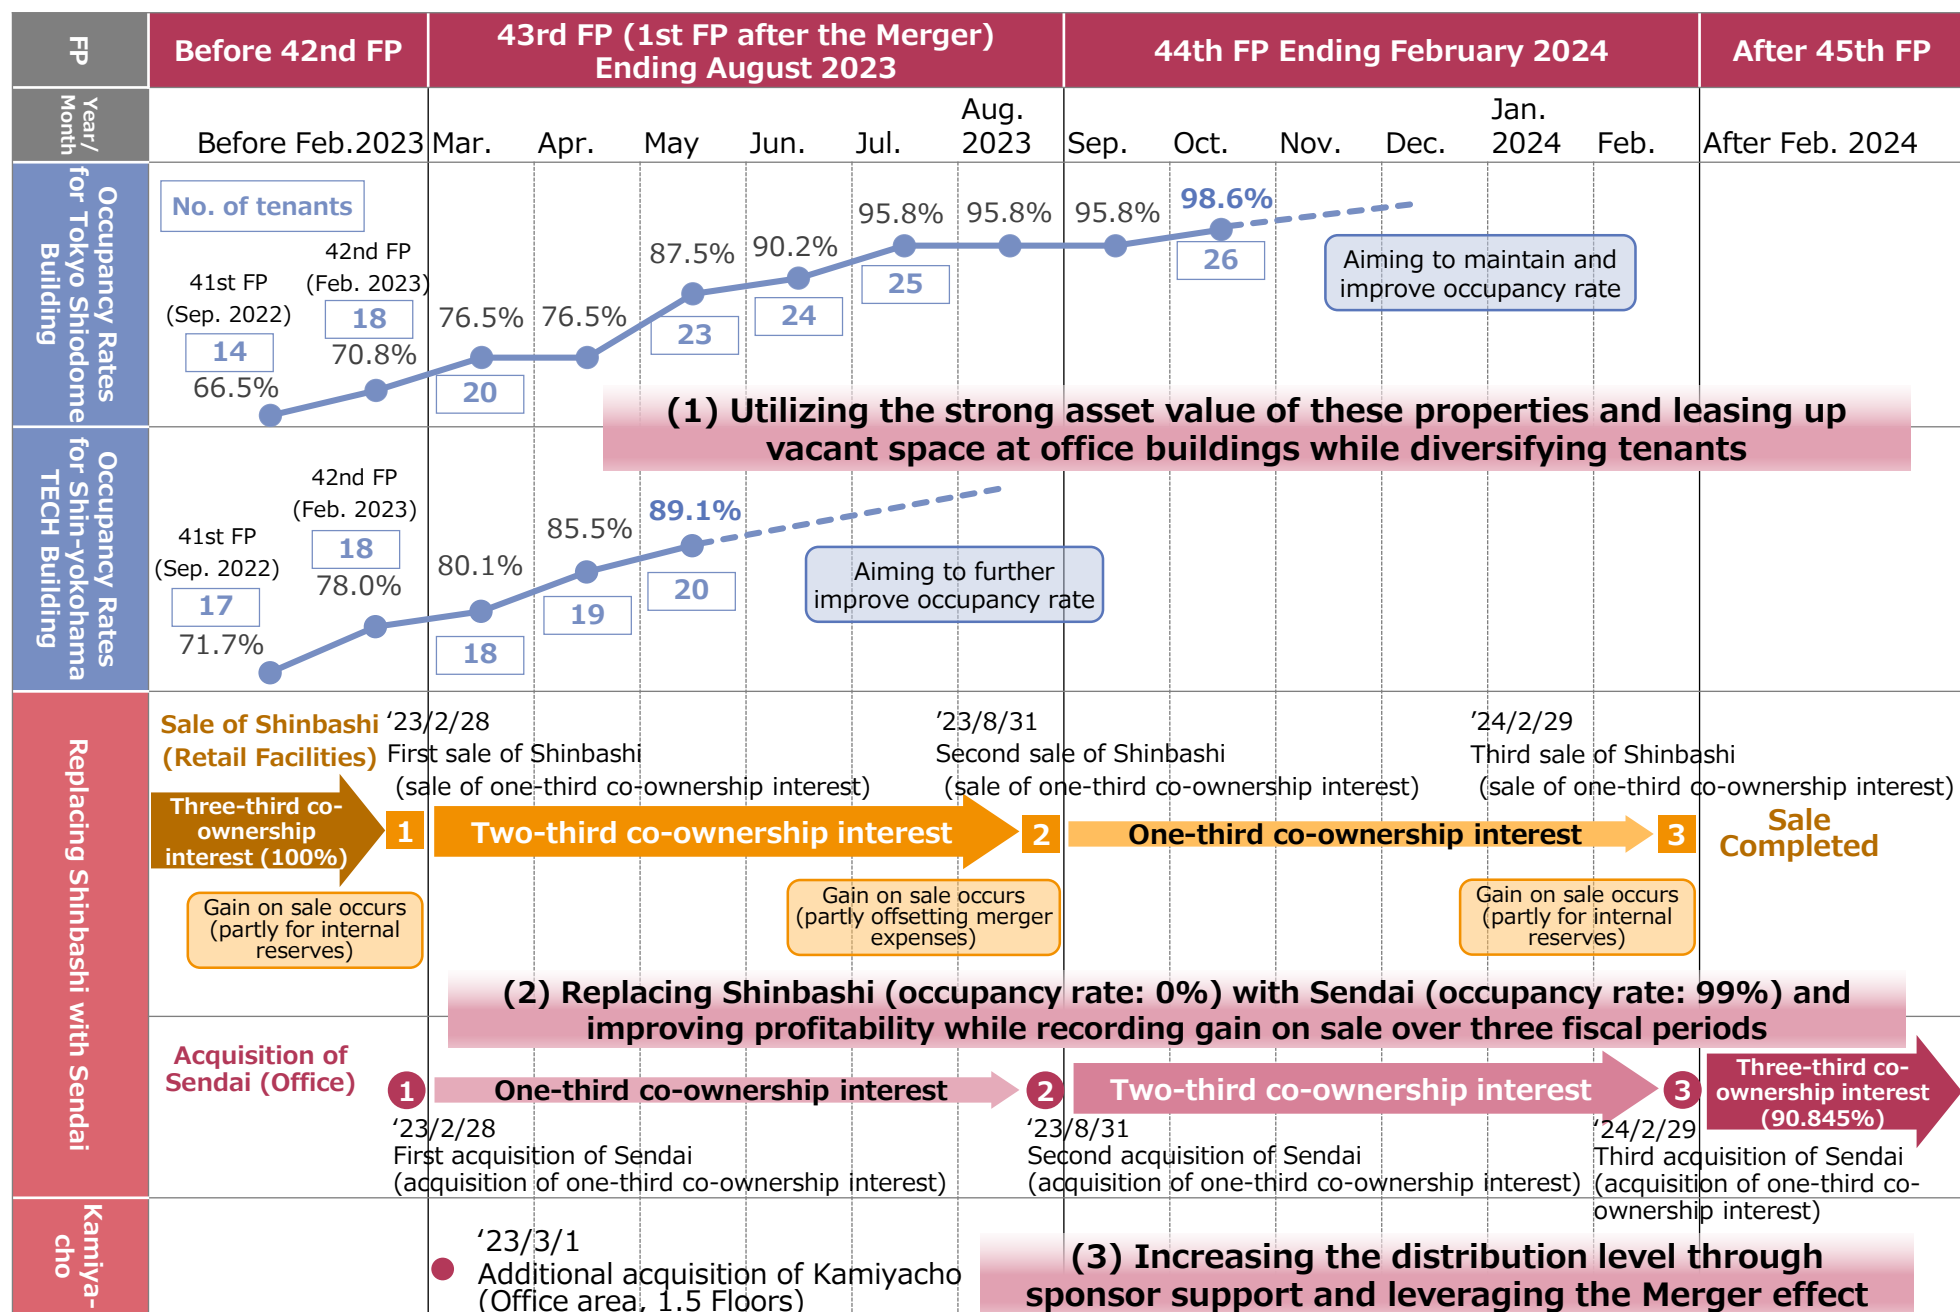 FP
Before 42nd FP
43rd FP (1st FP after the Merger)
Ending August 2023
44th FP Ending February 2024
After 45th FP
Year/
Month
Before Feb.2023
Mar.
Apr.
May
Jun.
Jul.
Aug.
2023
Sep.
Oct.
Nov.
Dec.
Jan.
2024
Feb.
After Feb. 2024
Occupancy Rates
for Tokyo Shiodome
Building
No. of tenants
41st FP
(Sep. 2022)
14
66.5%
42nd FP
(Feb. 2023)
18
70.8%
76.5%
20
76.5%
87.5%
23
90.2%
24
95.8%
25
95.8%
95.8%
98.6%
26
Aiming to maintain and
improve occupancy rate
(1) Utilizing the strong asset value of these properties and leasing up
vacant space at office buildings while diversifying tenants
Occupancy Rates
for Shin-yokohama
TECH Building
41st FP
(Sep. 2022)
17
71.7%
42nd FP
(Feb. 2023)
18
78.0%
80.1%
18
85.5%
19
89.1%
20
Aiming to further
improve occupancy rate
Replacing Shinbashi with Sendai
Sale of Shinbashi
(Retail Facilities)
‘23/2/28
First sale of Shinbashi
(sale of one-third co-ownership interest)
’23/8/31
Second sale of Shinbashi
(sale of one-third co-ownership interest)
’24/2/29
Third sale of Shinbashi
(sale of one-third co-ownership interest)
Three-third co-
ownership
interest (100%)
1
Two-third co-ownership interest
2
One-third co-ownership interest
3
Sale
Completed
Gain on sale occurs
(partly for internal
reserves)
Gain on sale occurs
(partly offsetting merger
expenses)
Gain on sale occurs
(partly for internal
reserves)
(2) Replacing Shinbashi (occupancy rate: 0%) with Sendai (occupancy rate: 99%) and
improving profitability while recording gain on sale over three fiscal periods
Acquisition of
Sendai (Office)
1
One-third co-ownership interest
2
Two-third co-ownership interest
3
Three-third co-
ownership interest
(90.845%)
‘23/2/28
First acquisition of Sendai
(acquisition of one-third co-ownership interest)
‘23/8/31
Second acquisition of Sendai
(acquisition of one-third co-ownership interest)
‘24/2/29
Third acquisition of Sendai
(acquisition of one-third co-
ownership interest)
Kamiya-
cho
‘23/3/1
Additional acquisition of Kamiyacho
(Office area, 1.5 Floors)
(3) Increasing the distribution level through
sponsor support and leveraging the Merger effect